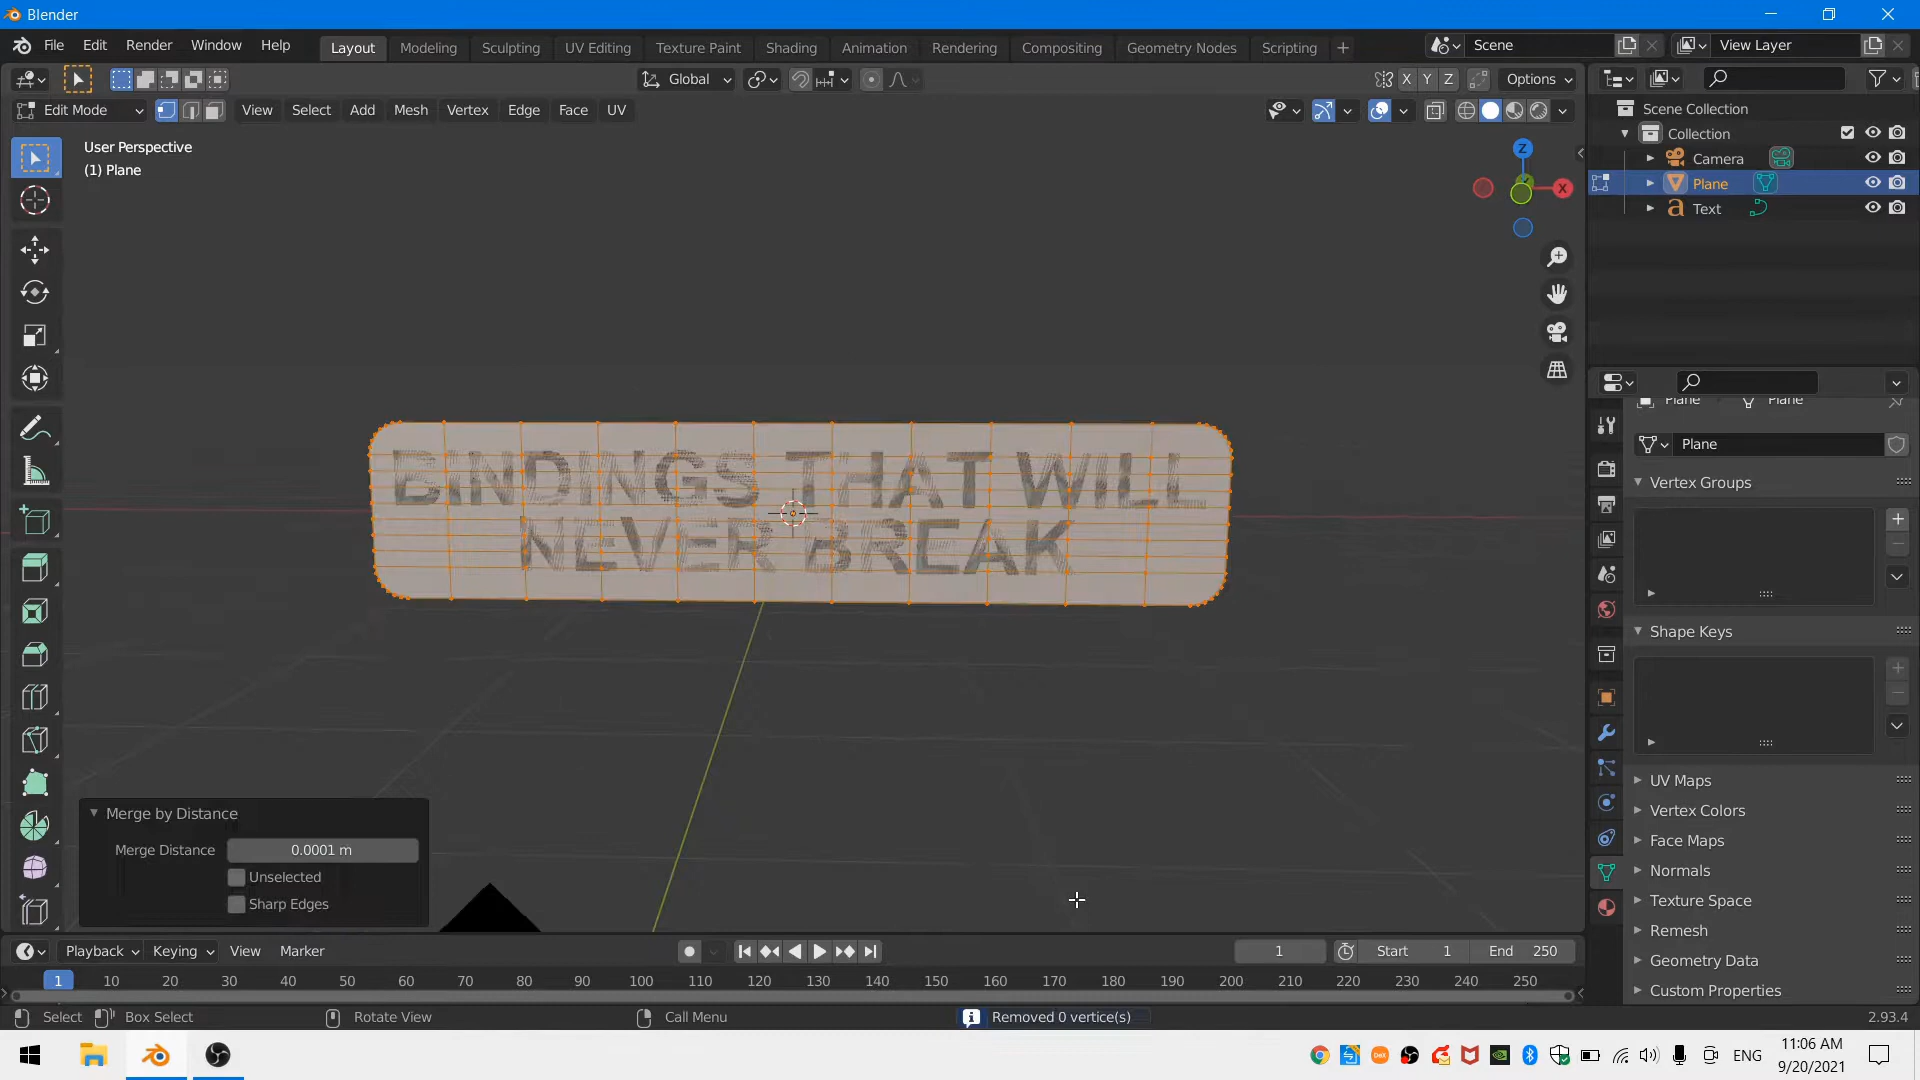 Blender
File Edit Render Window Help Layout Modeling Sculpting UV Editing Texture Paint Shading Animation Rendering Compositing Geometry Nodes Scripting Scene View Layer
Global X Y Z Options
Edit Mode View Select Add Mesh Vertex Edge Face UV
Scene Collection
Collection
Camera
Plane
Text
User Perspective
(1) Plane
Z
X
Plane Plane
Plane
Vertex Groups
Shape Keys
UV Maps
Vertex Colors
Face Maps
Normals
Texture Space
Remesh
Geometry Data
Custom Properties
BINDINGS THAT WILL
NEVER BREAK
Merge by Distance
Merge Distance 0.0001 m
Unselected
Sharp Edges
Playback Keying View Marker 1 Start 1 End 250
1 10 20 30 40 50 60 70 80 90 100 110 120 130 140 150 160 170 180 190 200 210 220 230 240 250
Select Box Select Rotate View Call Menu Removed 0 vertice(s) 2.93.4
ENG 11:06 AM
9/20/2021